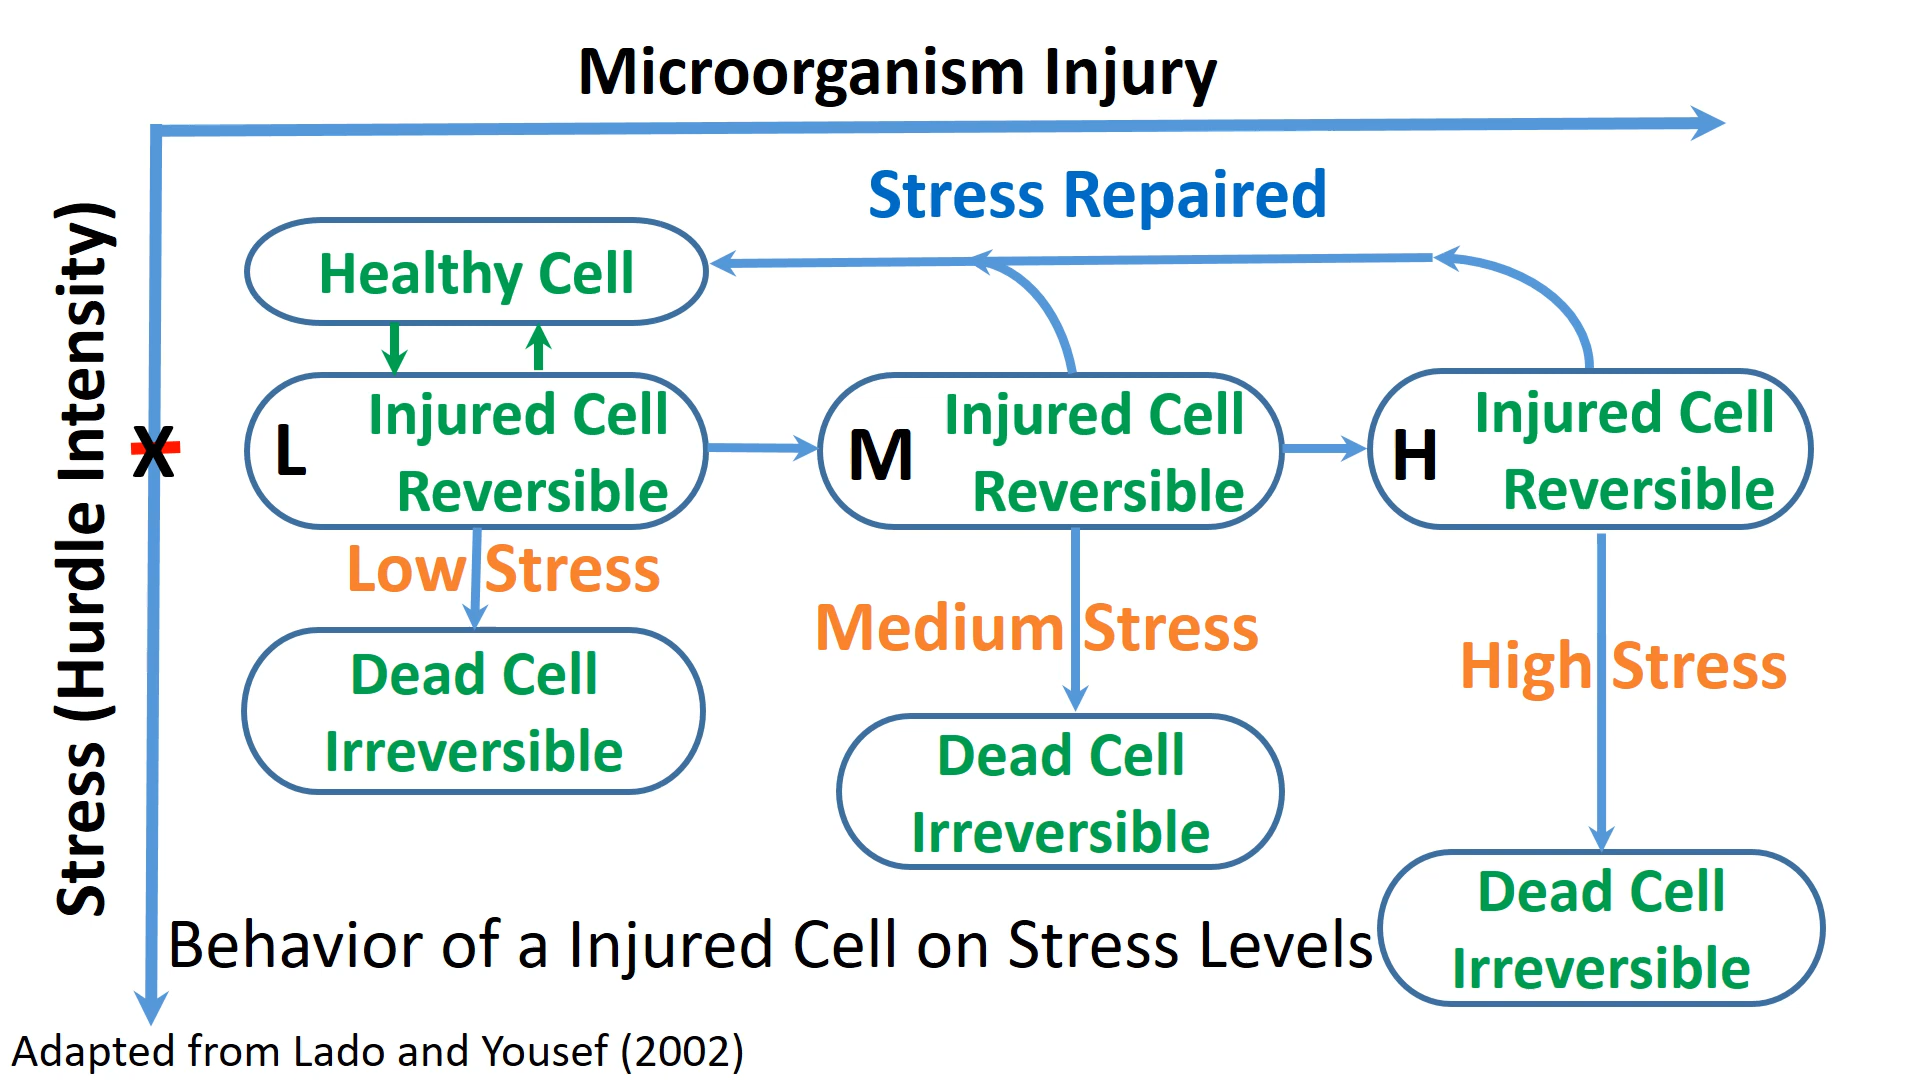 Microorganism Injury
Stress Repaired
Stress (Hurdle Intensity)
X
Healthy Cell
L
Injured Cell
Reversible
M
Injured Cell
Reversible
H
Injured Cell
Reversible
Low Stress
Medium Stress
High Stress
Dead Cell
Irreversible
Dead Cell
Irreversible
Dead Cell
Irreversible
Behavior of a Injured Cell on Stress Levels
Adapted from Lado and Yousef (2002)